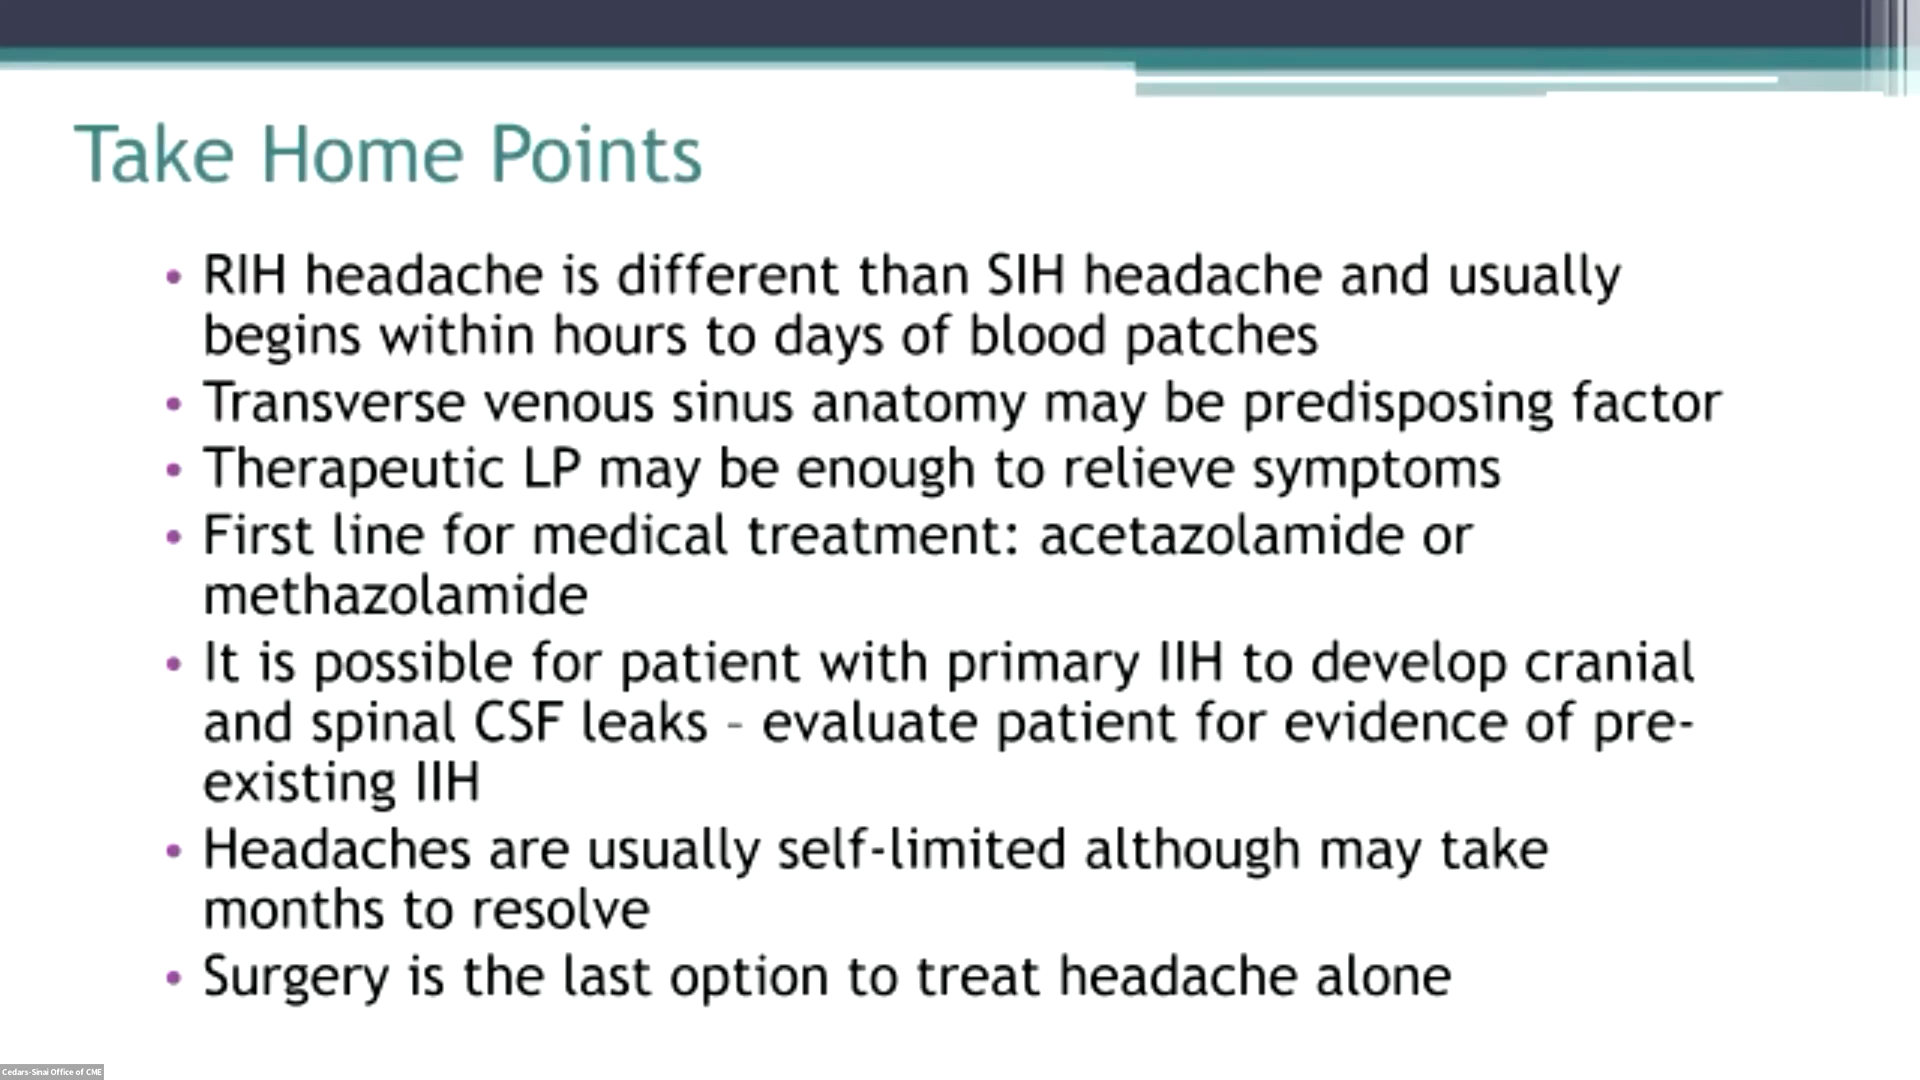 Take Home Points
• RIH headache is different than SIH headache and usually
begins within hours to days of blood patches
• Transverse venous sinus anatomy may be predisposing factor
• Therapeutic LP may be enough to relieve symptoms
• First line for medical treatment: acetazolamide or
methazolamide
• It is possible for patient with primary IIH to develop cranial
and spinal CSF leaks – evaluate patient for evidence of pre-
existing IIH
• Headaches are usually self-limited although may take
months to resolve
• Surgery is the last option to treat headache alone
Cedars-Sinai Office of CME